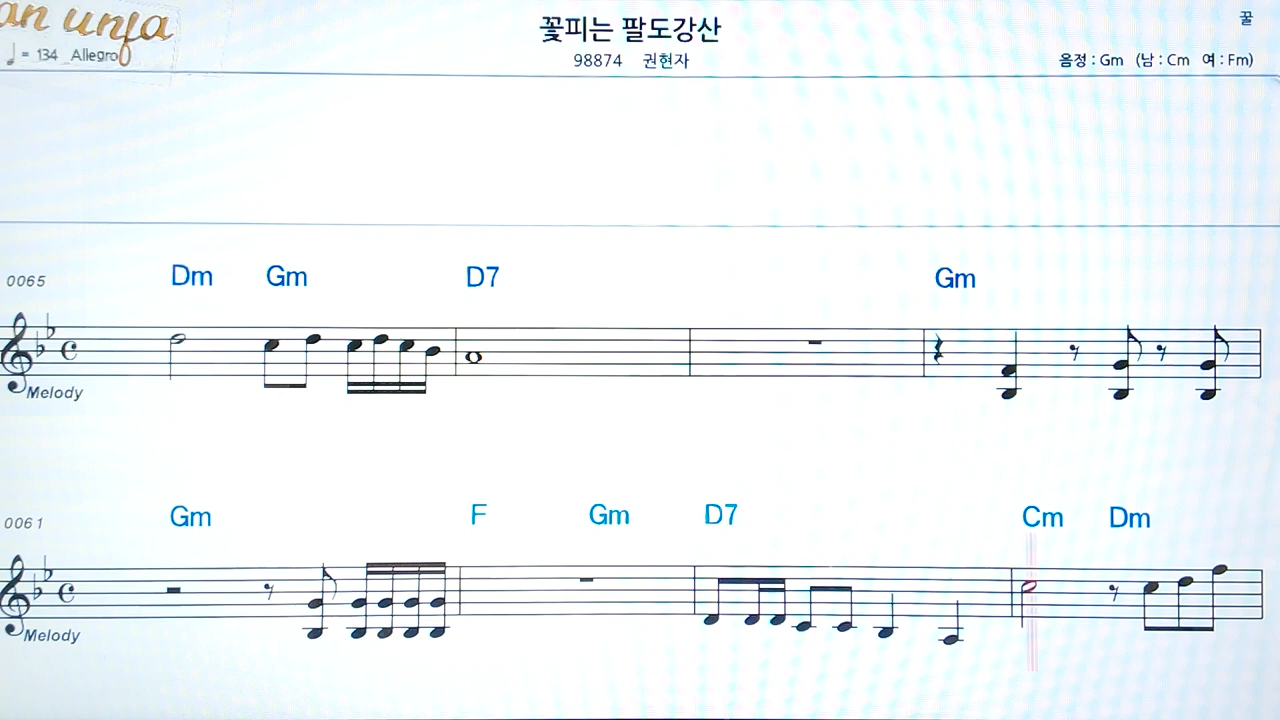 an unfa
♩ = 134 Allegro
꽃피는 팔도강산
98874 권현자
꿀
음정 : Gm (남 : Cm 여 : Fm)
0065
Dm Gm D7 Gm
Melody
0061
Gm F Gm D7 Cm Dm
Melody